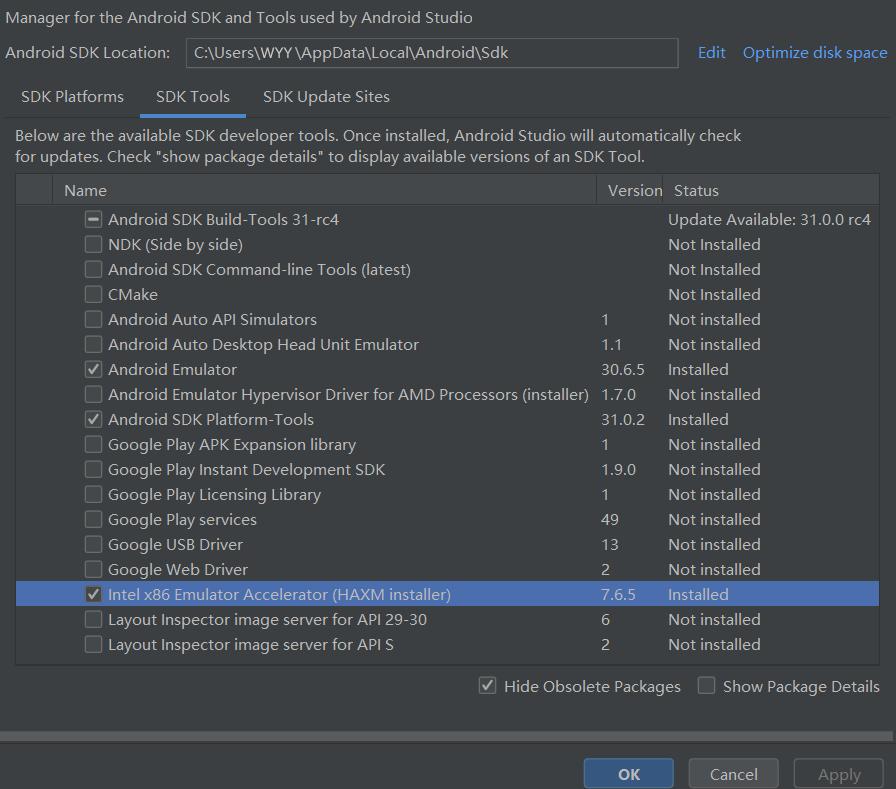 Manager for the Android SDK and Tools used by Android Studio
Android SDK Location: C:\Users\WYY\AppData\Local\Android\Sdk Edit Optimize disk space
SDK Platforms SDK Tools SDK Update Sites
Below are the available SDK developer tools. Once installed, Android Studio will automatically check
for updates. Check "show package details" to display available versions of an SDK Tool.
Name Version Status
Android SDK Build-Tools 31-rc4 Update Available: 31.0.0 rc4
NDK (Side by side) Not Installed
Android SDK Command-line Tools (latest) Not Installed
CMake Not Installed
Android Auto API Simulators 1 Not installed
Android Auto Desktop Head Unit Emulator 1.1 Not installed
Android Emulator 30.6.5 Installed
Android Emulator Hypervisor Driver for AMD Processors (installer) 1.7.0 Not installed
Android SDK Platform-Tools 31.0.2 Installed
Google Play APK Expansion library 1 Not installed
Google Play Instant Development SDK 1.9.0 Not installed
Google Play Licensing Library 1 Not installed
Google Play services 49 Not installed
Google USB Driver 13 Not installed
Google Web Driver 2 Not installed
Intel x86 Emulator Accelerator (HAXM installer) 7.6.5 Installed
Layout Inspector image server for API 29-30 6 Not installed
Layout Inspector image server for API S 2 Not installed
Hide Obsolete Packages Show Package Details
OK Cancel Apply